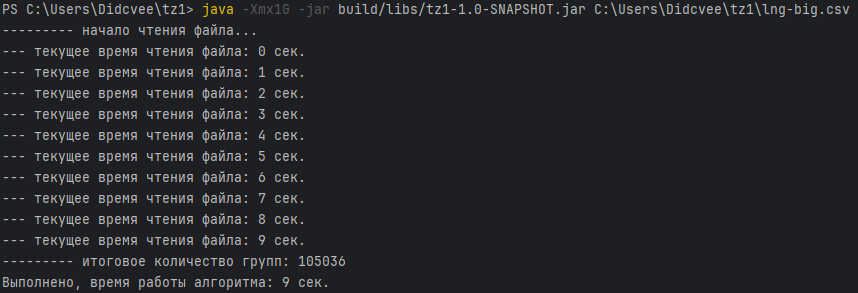 PS C:\Users\Didcvee\tz1> java -Xmx1G -jar build/libs/tz1-1.0-SNAPSHOT.jar C:\Users\Didcvee\tz1\lng-big.csv
--------- начало чтения файла...
--- текущее время чтения файла: 0 сек.
--- текущее время чтения файла: 1 сек.
--- текущее время чтения файла: 2 сек.
--- текущее время чтения файла: 3 сек.
--- текущее время чтения файла: 4 сек.
--- текущее время чтения файла: 5 сек.
--- текущее время чтения файла: 6 сек.
--- текущее время чтения файла: 7 сек.
--- текущее время чтения файла: 8 сек.
--- текущее время чтения файла: 9 сек.
--------- итоговое количество групп: 105036
Выполнено, время работы алгоритма: 9 сек.